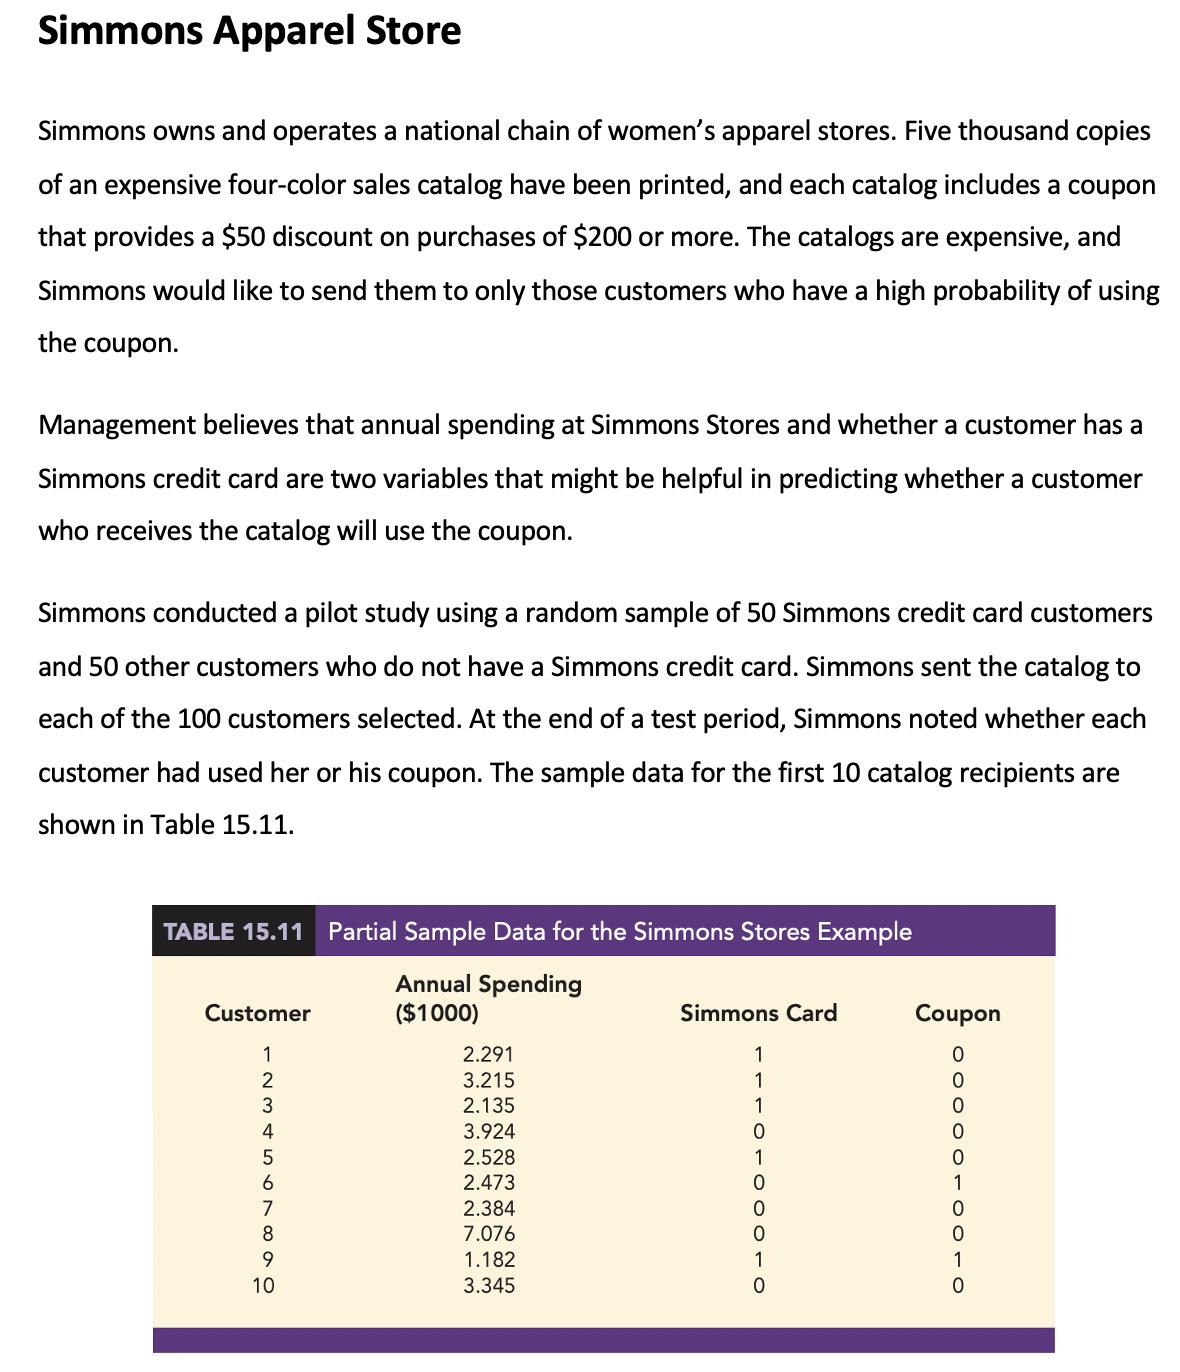 Simmons Apparel Store
Simmons owns and operates a national chain of women’s apparel stores. Five thousand copies
of an expensive four-color sales catalog have been printed, and each catalog includes a coupon
that provides a $50 discount on purchases of $200 or more. The catalogs are expensive, and
Simmons would like to send them to only those customers who have a high probability of using
the coupon.
Management believes that annual spending at Simmons Stores and whether a customer has a
Simmons credit card are two variables that might be helpful in predicting whether a customer
who receives the catalog will use the coupon.
Simmons conducted a pilot study using a random sample of 50 Simmons credit card customers
and 50 other customers who do not have a Simmons credit card. Simmons sent the catalog to
each of the 100 customers selected. At the end of a test period, Simmons noted whether each
customer had used her or his coupon. The sample data for the first 10 catalog recipients are
shown in Table 15.11.
TABLE 15.11 Partial Sample Data for the Simmons Stores Example
Annual Spending
Customer ($1000) Simmons Card Coupon
1 2.291 1 0
2 3.215 1 0
3 2.135 1 0
4 3.924 0 0
5 2.528 1 0
6 2.473 0 1
7 2.384 0 0
8 7.076 0 0
9 1.182 1 1
10 3.345 0 0